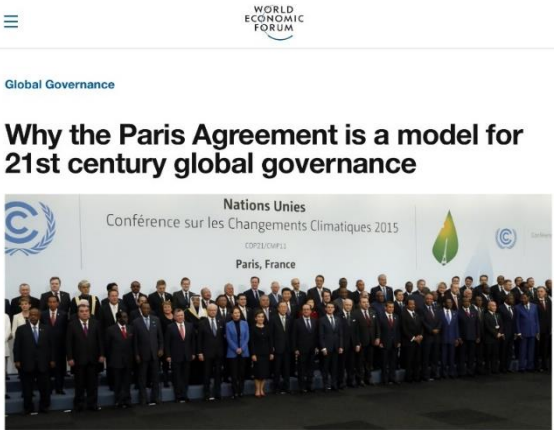 WORLD
ECONOMIC
FORUM
Global Governance
Why the Paris Agreement is a model for
21st century global governance
Nations Unies
Conférence sur les Changements Climatiques 2015
COP21/CMP11
Paris, France